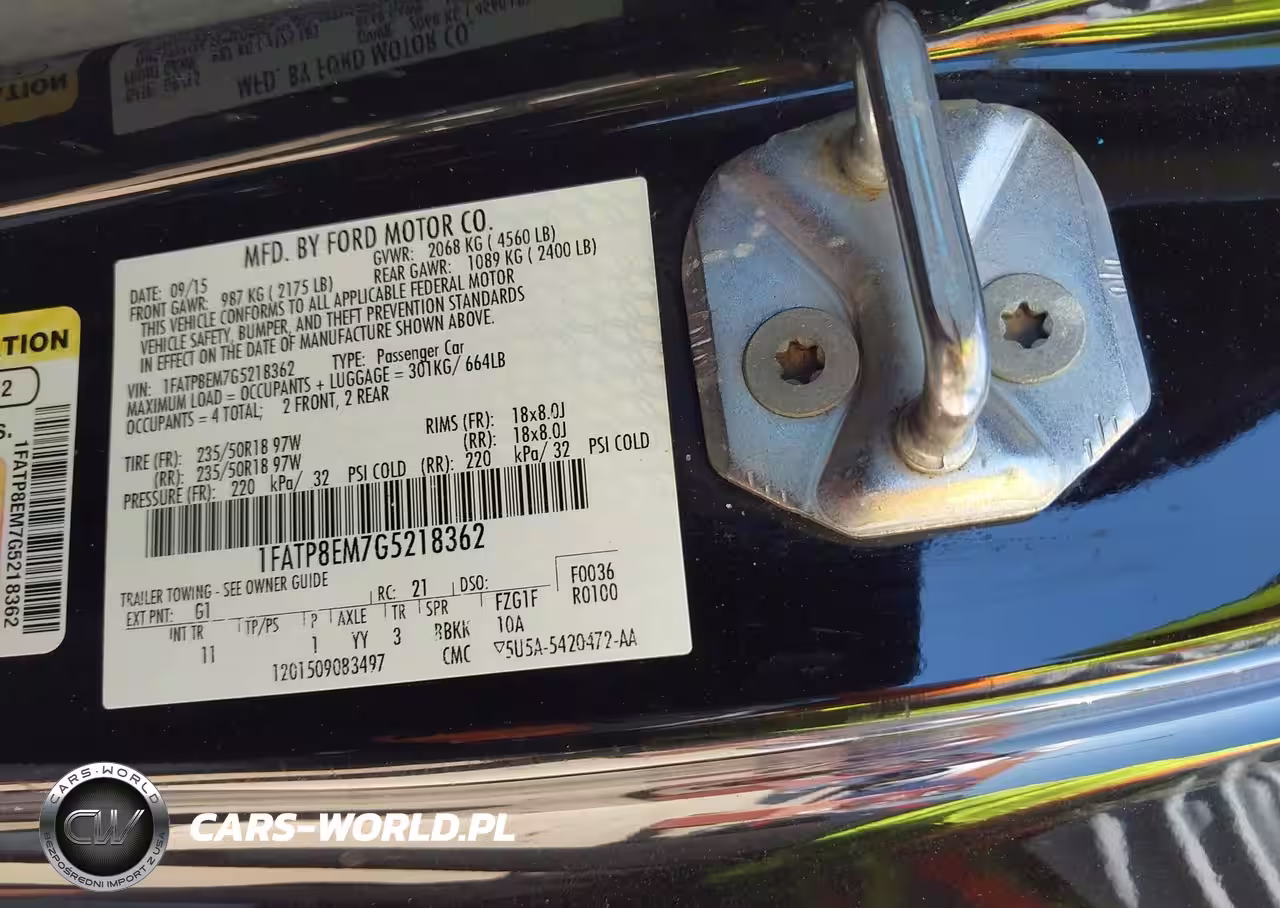 MFD. BY FORD MOTOR CO
MFD. BY FORD MOTOR CO.
DATE: 09/15 GVWR: 2068 KG ( 4560 LB)
FRONT GAWR: 987 KG ( 2175 LB) REAR GAWR: 1089 KG ( 2400 LB)
THIS VEHICLE CONFORMS TO ALL APPLICABLE FEDERAL MOTOR
VEHICLE SAFETY, BUMPER, AND THEFT PREVENTION STANDARDS
IN EFFECT ON THE DATE OF MANUFACTURE SHOWN ABOVE.
VIN: 1FATP8EM7G5218362 TYPE: Passenger Car
MAXIMUM LOAD = OCCUPANTS + LUGGAGE = 301KG/ 664LB
OCCUPANTS = 4 TOTAL; 2 FRONT, 2 REAR
TIRE (FR): 235/50R18 97W RIMS (FR): 18x8.0J
(RR): 235/50R18 97W (RR): 18x8.0J
PRESSURE (FR): 220 kPa/ 32 PSI COLD (RR): 220 kPa/ 32 PSI COLD
1FATP8EM7G5218362
TRAILER TOWING - SEE OWNER GUIDE
EXT PNT: G1 RC: 21 DSO: F0036
INT TR TP/PS P AXLE TR SPR FZG1F R0100
11 1 YY 3 BBKK 10A
1201509083497 CMC 5U5A-5420472-AA
TION
2
S. 1FATP8EM7G5218362
CARS-WORLD
CW
BEZPOŚREDNI IMPORT Z USA
CARS-WORLD.PL